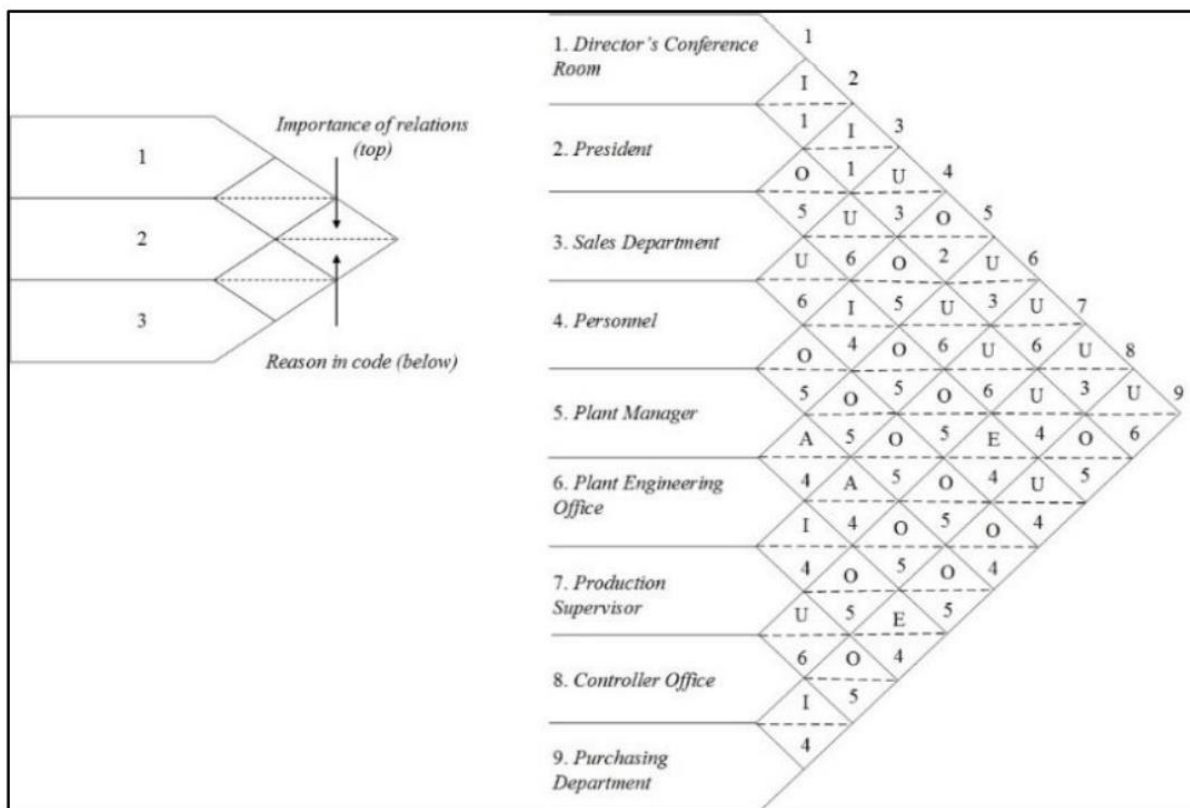 Importance of relations
(top)
1
2
3
Reason in code (below)
1. Director's Conference
Room
2. President
3. Sales Department
4. Personnel
5. Plant Manager
6. Plant Engineering
Office
7. Production
Supervisor
8. Controller Office
9. Purchasing
Department
1
I 2
1 I 3
O 1 U 4
5 U 3 O 5
U 6 O 2 U 6
6 I 5 U 3 U 7
O 4 O 6 U 6 U 8
5 O 5 O 6 U 3 U 9
A 5 O 5 E 4 O 6
4 A 5 O 4 U 5
I 4 O 5 O 4
4 O 5 O 4
U 5 E 5
6 O 4
I 5
4